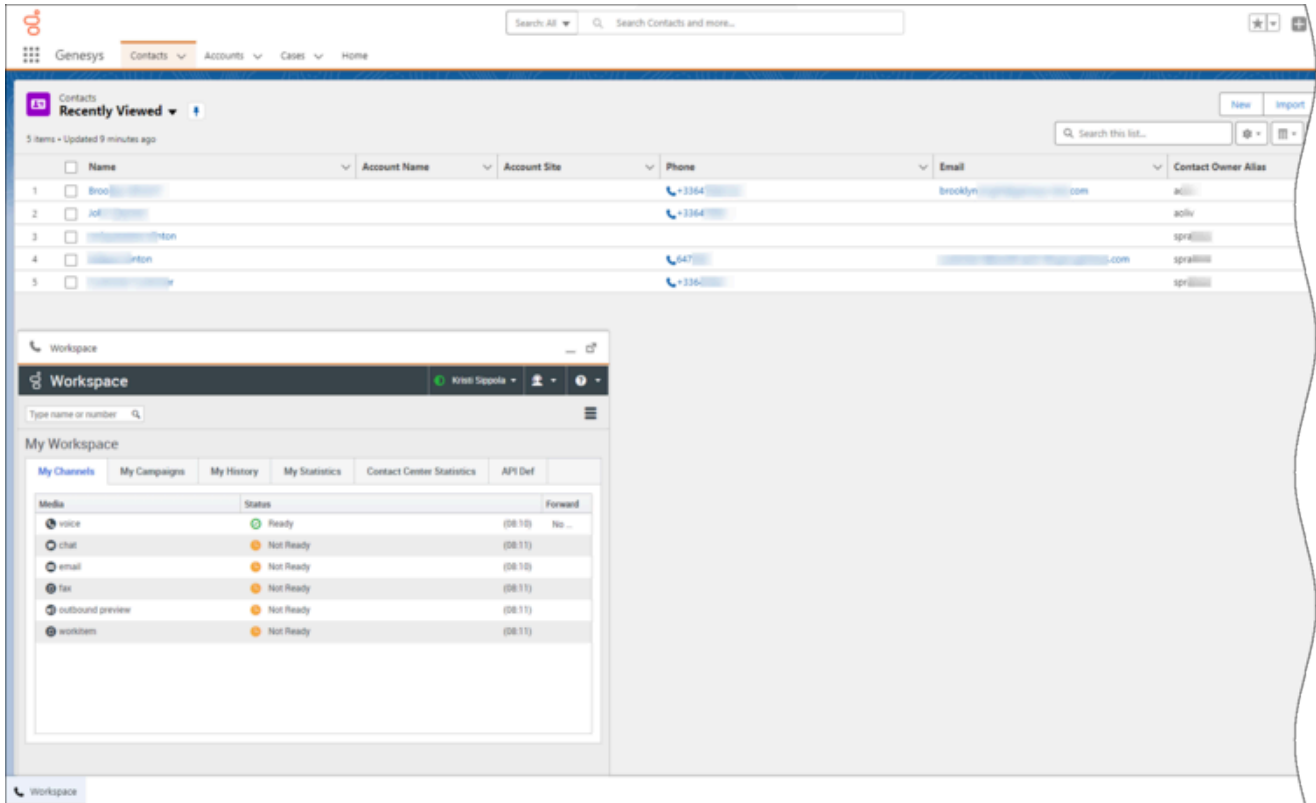 Search: All Search Contacts and more...
Genesys Contacts Accounts Cases Home
Contacts
Recently Viewed
New Import
5 items • Updated 9 minutes ago
Search this list...
Name Account Name Account Site Phone Email Contact Owner Alias
1
2 aoliv
3
4
5
Workspace
Workspace Kristi Sippola
Type name or number
My Workspace
My Channels My Campaigns My History My Statistics Contact Center Statistics API Def
Media Status Forward
voice Ready (08:10) No ...
chat Not Ready (08:11)
email Not Ready (08:10)
fax Not Ready (08:11)
outbound preview Not Ready (08:11)
workitem Not Ready (08:11)
Workspace